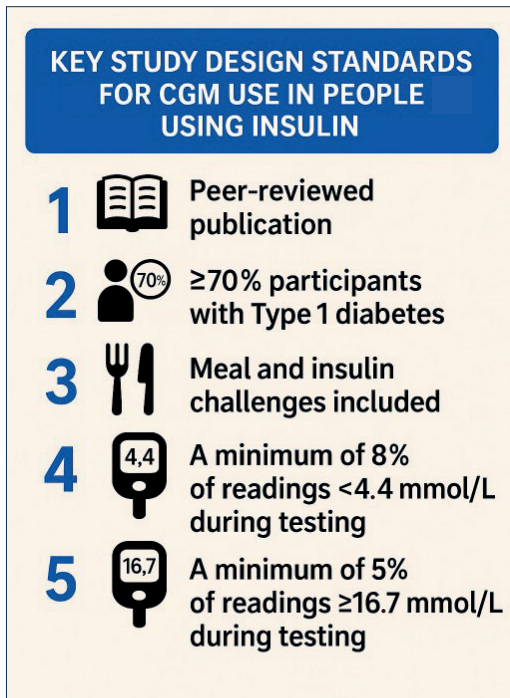 KEY STUDY DESIGN STANDARDS
FOR CGM USE IN PEOPLE
USING INSULIN
1 Peer-reviewed
publication
2 70% ≥70% participants
with Type 1 diabetes
3 Meal and insulin
challenges included
4 4,4 A minimum of 8%
of readings <4.4 mmol/L
during testing
5 16,7 A minimum of 5%
of readings ≥16.7 mmol/L
during testing